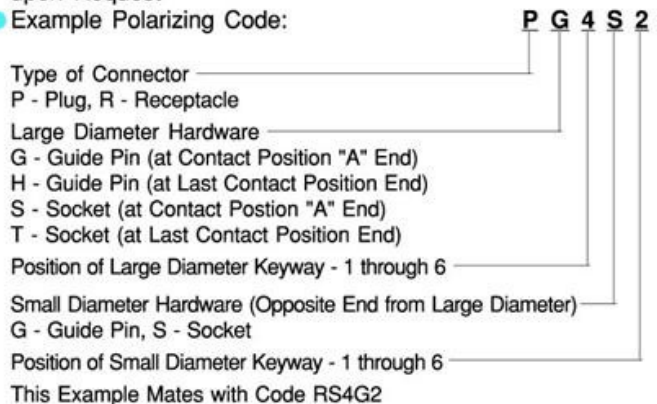 Example Polarizing Code: P G 4 S 2
Type of Connector
P - Plug, R - Receptacle
Large Diameter Hardware
G - Guide Pin (at Contact Position "A" End)
H - Guide Pin (at Last Contact Position End)
S - Socket (at Contact Postion "A" End)
T - Socket (at Last Contact Position End)
Position of Large Diameter Keyway - 1 through 6
Small Diameter Hardware (Opposite End from Large Diameter)
G - Guide Pin, S - Socket
Position of Small Diameter Keyway - 1 through 6
This Example Mates with Code RS4G2